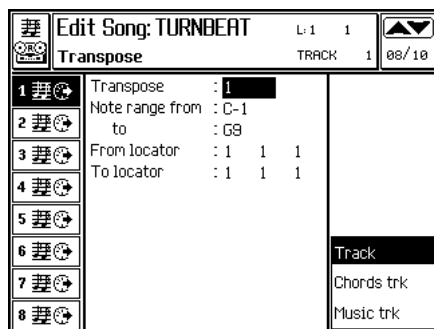 Edit Song: TURNBEAT L: 1 1
Transpose TRACK 1 08/10
1 Transpose : 1
Note range from : C-1
2 to : G9
3 From locator : 1 1 1
To locator : 1 1 1
4
5
6 Track
7 Chords trk
8 Music trk